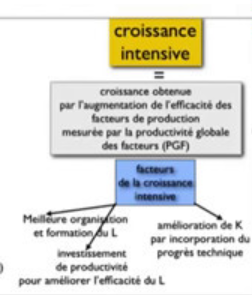 croissance
intensive
=
croissance obtenue
par l'augmentation de l'efficacité des
facteurs de production
mesurée par la productivité globale
des facteurs (PGF)
facteurs
de la croissance
intensive
Meilleure organisation
et formation du L
amélioration de K
par incorporation du
progrès technique
investissement
de productivité
pour améliorer l'efficacité du L
)